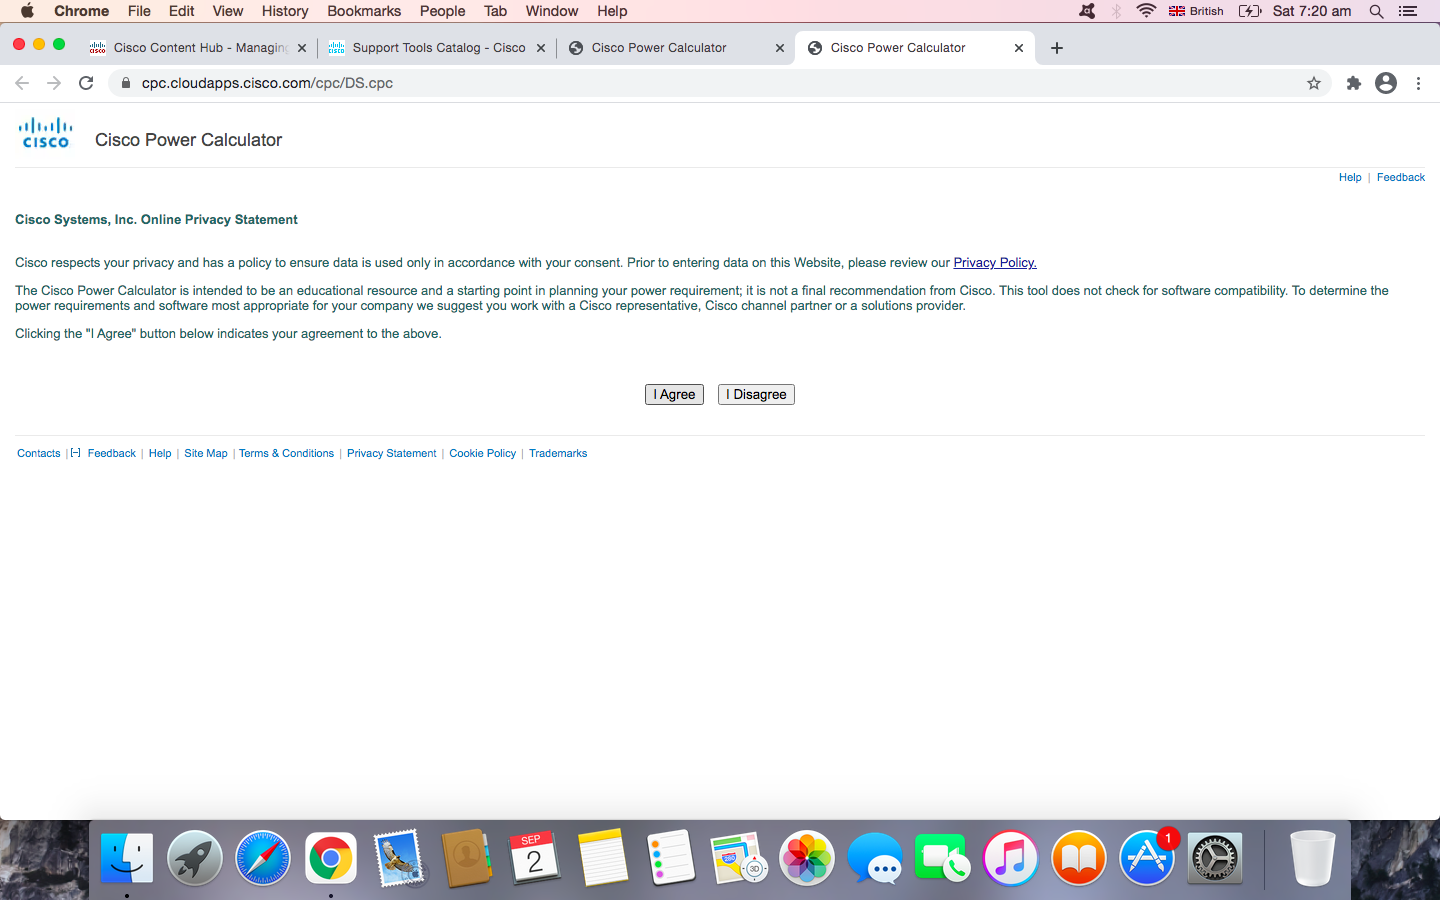 Chrome File Edit View History Bookmarks People Tab Window Help British Sat 7:20 am
Cisco Content Hub - Managing Support Tools Catalog - Cisco Cisco Power Calculator Cisco Power Calculator
cpc.cloudapps.cisco.com/cpc/DS.cpc
CISCO Cisco Power Calculator
Help | Feedback
Cisco Systems, Inc. Online Privacy Statement
Cisco respects your privacy and has a policy to ensure data is used only in accordance with your consent. Prior to entering data on this Website, please review our Privacy Policy.
The Cisco Power Calculator is intended to be an educational resource and a starting point in planning your power requirement; it is not a final recommendation from Cisco. This tool does not check for software compatibility. To determine the
power requirements and software most appropriate for your company we suggest you work with a Cisco representative, Cisco channel partner or a solutions provider.
Clicking the "I Agree" button below indicates your agreement to the above.
I Agree I Disagree
Contacts | [-] Feedback | Help | Site Map | Terms & Conditions | Privacy Statement | Cookie Policy | Trademarks
SEP
2
280
3D
1